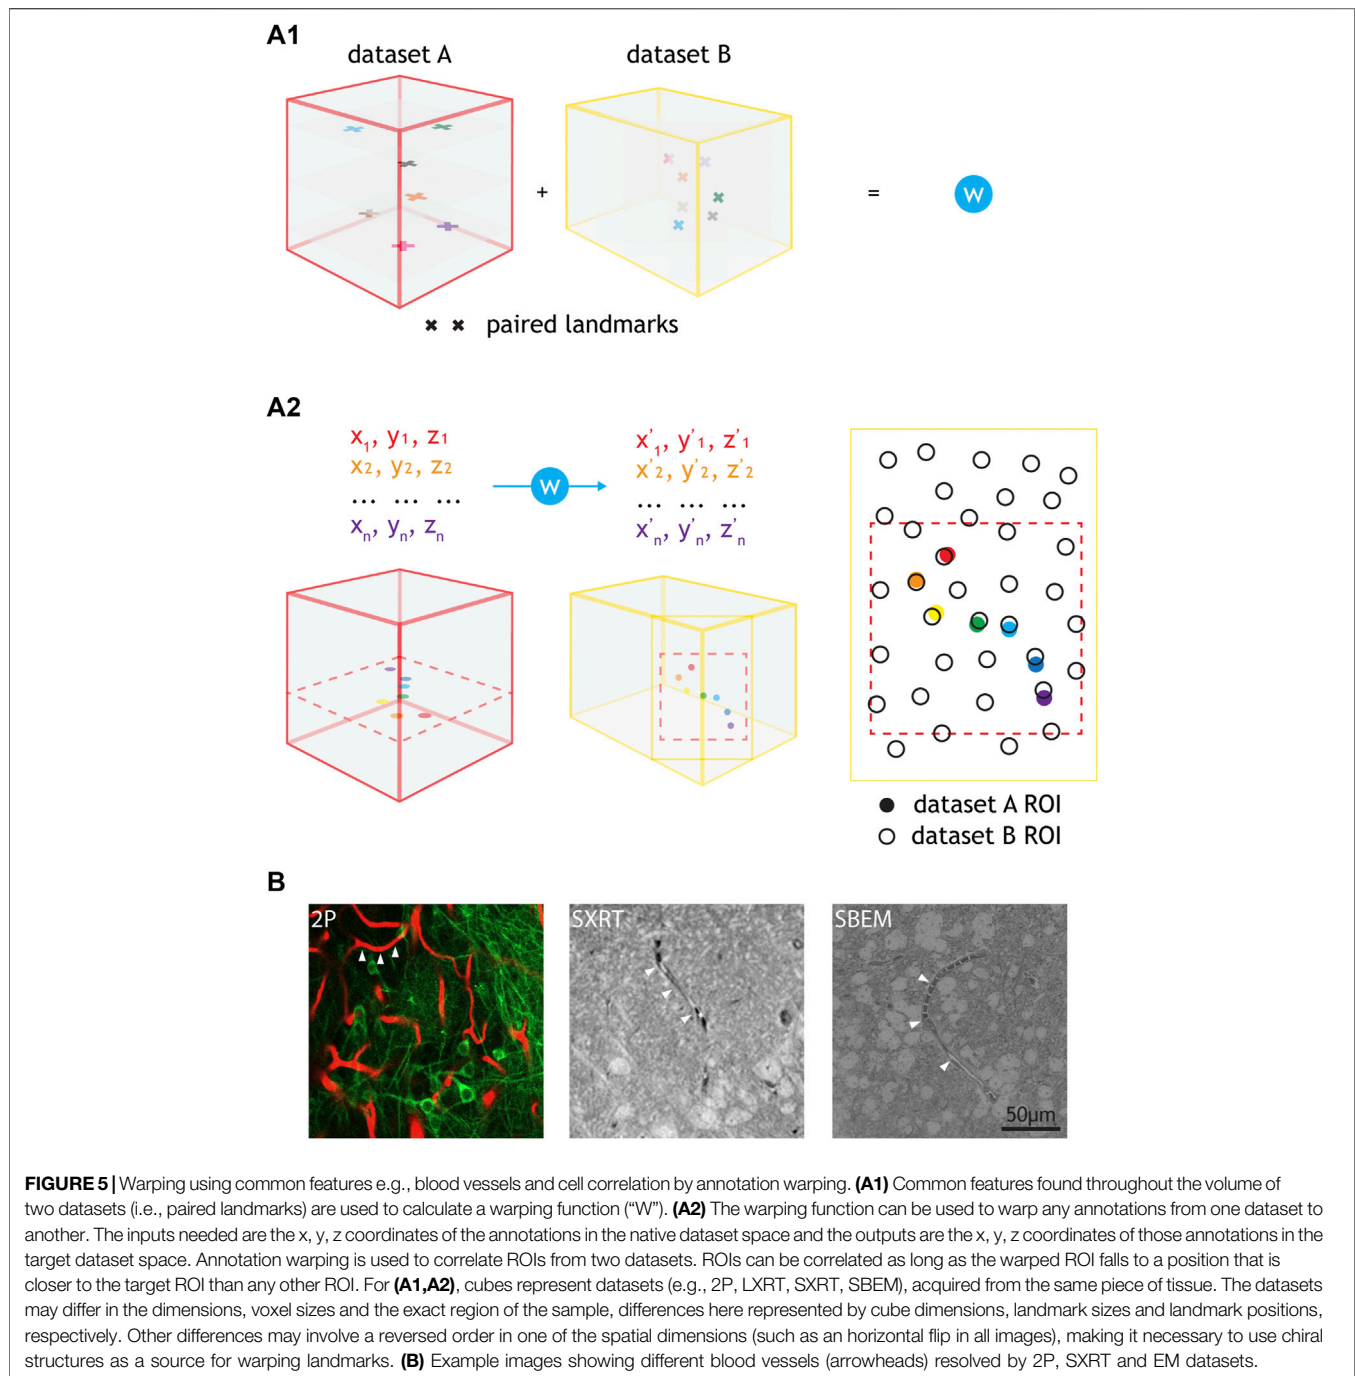 A1
dataset A
dataset B
+
=
W
✖ ✖ paired landmarks
A2
x1, y1, z1
x2, y2, z2
... ... ...
xn, yn, zn
W
x'1, y'1, z'1
x'2, y'2, z'2
... ... ...
x'n, y'n, z'n
dataset A ROI
dataset B ROI
B
2P
SXRT
SBEM
50µm
FIGURE 5 | Warping using common features e.g., blood vessels and cell correlation by annotation warping. (A1) Common features found throughout the volume of
two datasets (i.e., paired landmarks) are used to calculate a warping function (“W”). (A2) The warping function can be used to warp any annotations from one dataset to
another. The inputs needed are the x, y, z coordinates of the annotations in the native dataset space and the outputs are the x, y, z coordinates of those annotations in the
target dataset space. Annotation warping is used to correlate ROIs from two datasets. ROIs can be correlated as long as the warped ROI falls to a position that is
closer to the target ROI than any other ROI. For (A1,A2), cubes represent datasets (e.g., 2P, LXRT, SXRT, SBEM), acquired from the same piece of tissue. The datasets
may differ in the dimensions, voxel sizes and the exact region of the sample, differences here represented by cube dimensions, landmark sizes and landmark positions,
respectively. Other differences may involve a reversed order in one of the spatial dimensions (such as an horizontal flip in all images), making it necessary to use chiral
structures as a source for warping landmarks. (B) Example images showing different blood vessels (arrowheads) resolved by 2P, SXRT and EM datasets.